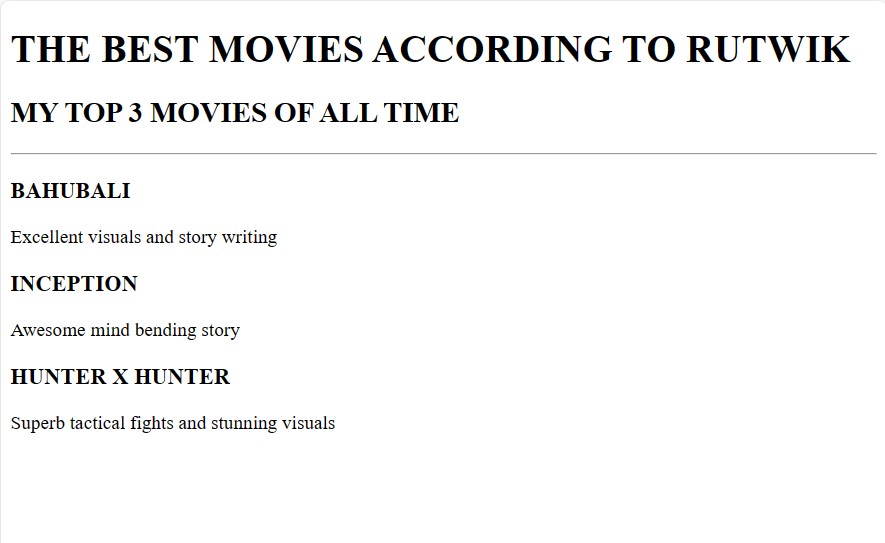 THE BEST MOVIES ACCORDING TO RUTWIK
MY TOP 3 MOVIES OF ALL TIME
BAHUBALI
Excellent visuals and story writing
INCEPTION
Awesome mind bending story
HUNTER X HUNTER
Superb tactical fights and stunning visuals